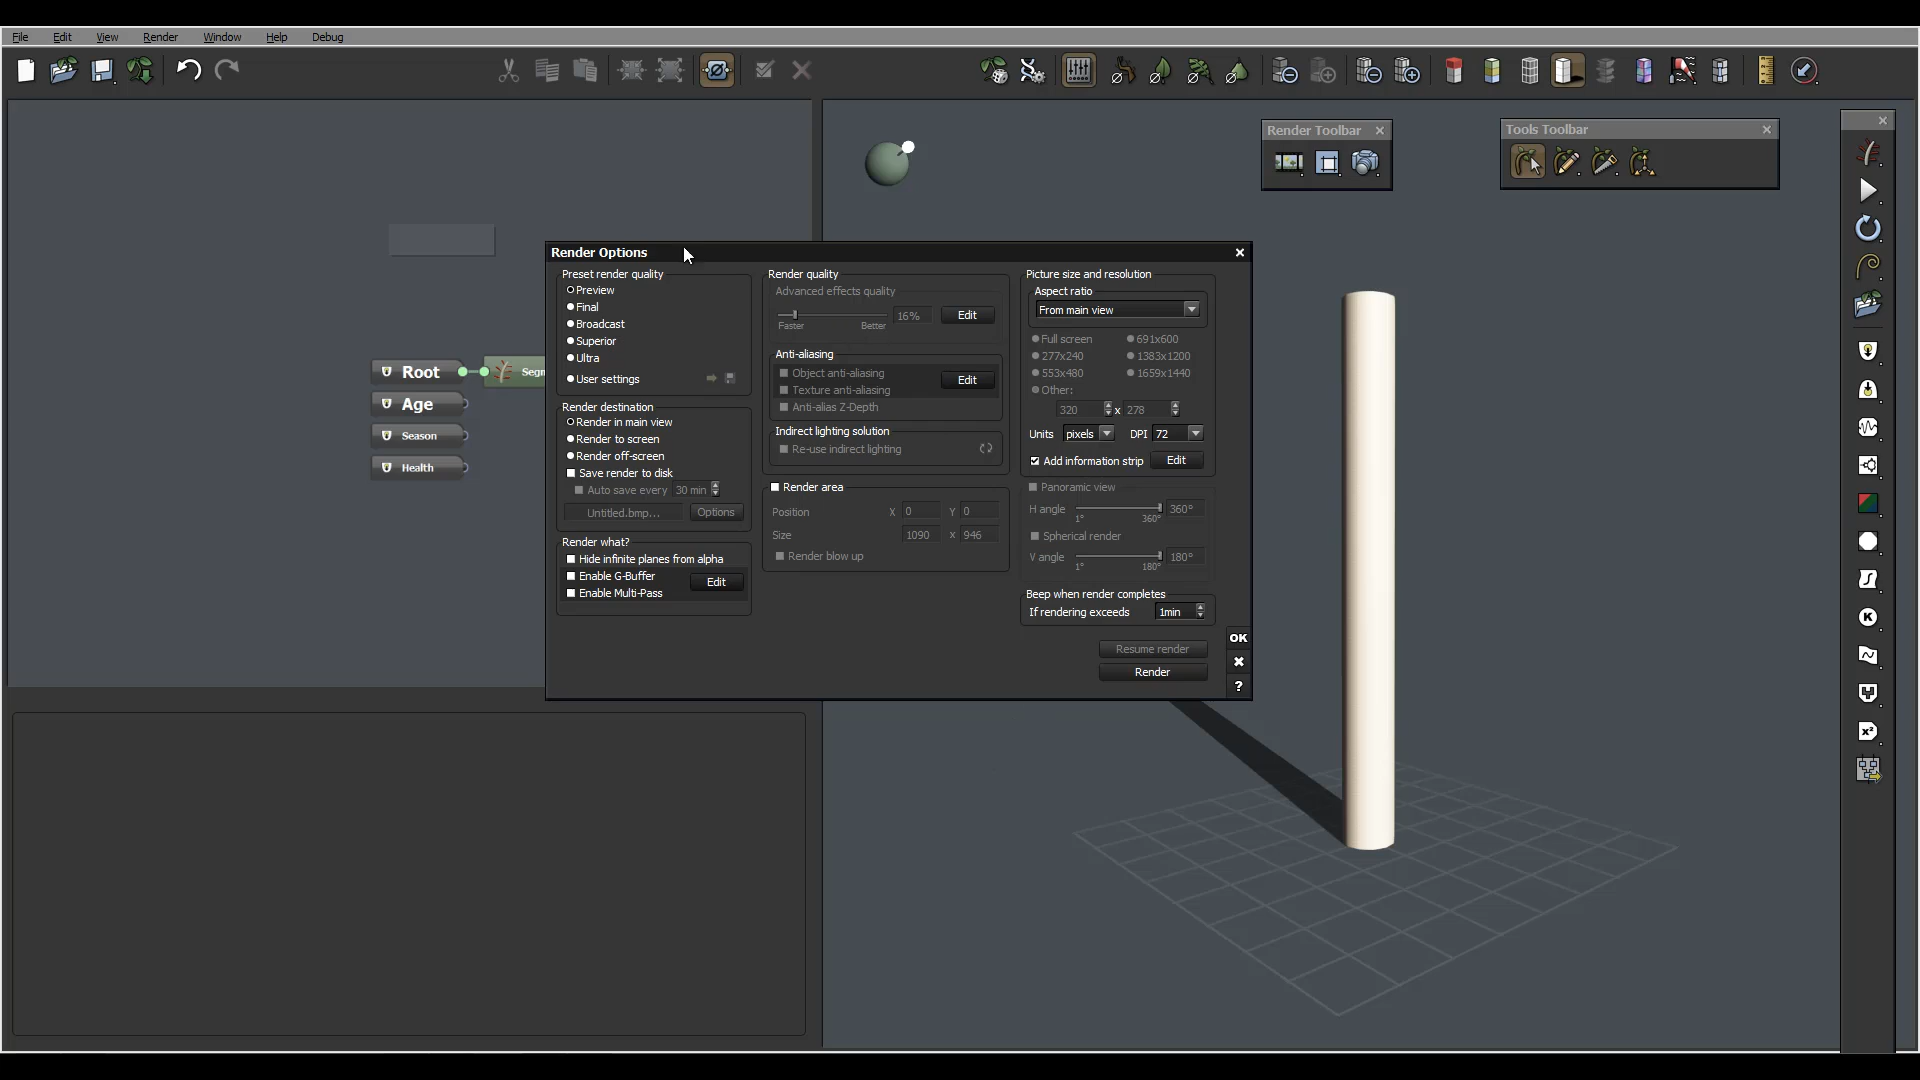 File Edit View Render Window Help Debug
Render Toolbar
Tools Toolbar
Root
Age
Season
Health
Render Options
Preset render quality
Preview
Final
Broadcast
Superior
Ultra
User settings
Render destination
Render in main view
Render to screen
Render off-screen
Save render to disk
Auto save every 30 min
Untitled.bmp... Options
Render what?
Hide infinite planes from alpha
Enable G-Buffer
Edit
Enable Multi-Pass
Render quality
Advanced effects quality
16% Edit
Faster Better
Anti-aliasing
Object anti-aliasing
Edit
Texture anti-aliasing
Anti-alias Z-Depth
Indirect lighting solution
Re-use indirect lighting
Render area
Position X 0 Y 0
Size 1090 x 946
Render blow up
Picture size and resolution
Aspect ratio
From main view
Full screen 691x600
277x240 1383x1200
553x480 1659x1440
Other:
320 x 278
Units pixels DPI 72
Add information strip Edit
Panoramic view
H angle 360°
1° 360°
Spherical render
V angle 180°
1° 180°
Beep when render completes
If rendering exceeds 1min
Resume render
Render
OK
?
K
x²